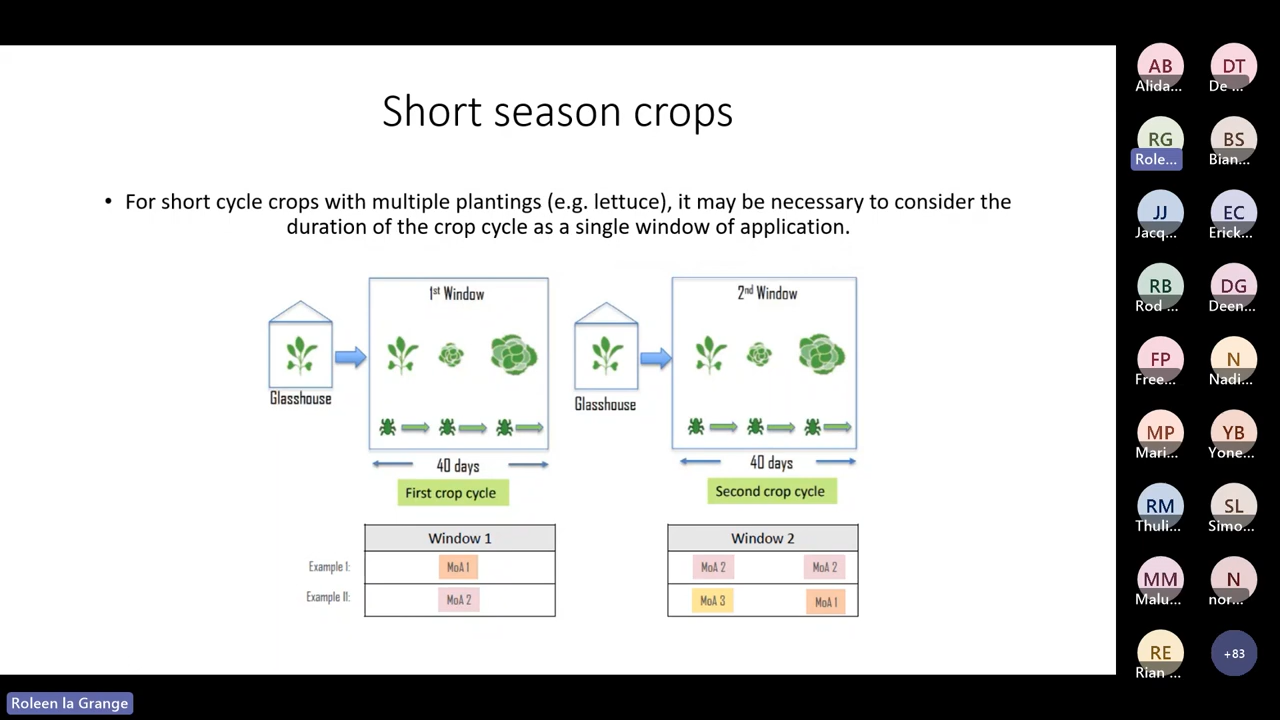 Short season crops
• For short cycle crops with multiple plantings (e.g. lettuce), it may be necessary to consider the
duration of the crop cycle as a single window of application.
1st Window
2nd Window
Glasshouse
Glasshouse
40 days
40 days
First crop cycle
Second crop cycle
Window 1
Window 2
Example I:
MoA 1
MoA 2
MoA 2
Example II:
MoA 2
MoA 3
MoA 1
AB
DT
Alida...
De ...
RG
BS
Role...
Bian...
JJ
EC
Jacq...
Erick...
RB
DG
Rod ...
Deen...
FP
N
Free...
Nadi...
MP
YB
Mari...
Yone...
RM
SL
Thuli...
Simo...
MM
N
Malu...
nor...
RE
+83
Rian ...
Roleen la Grange